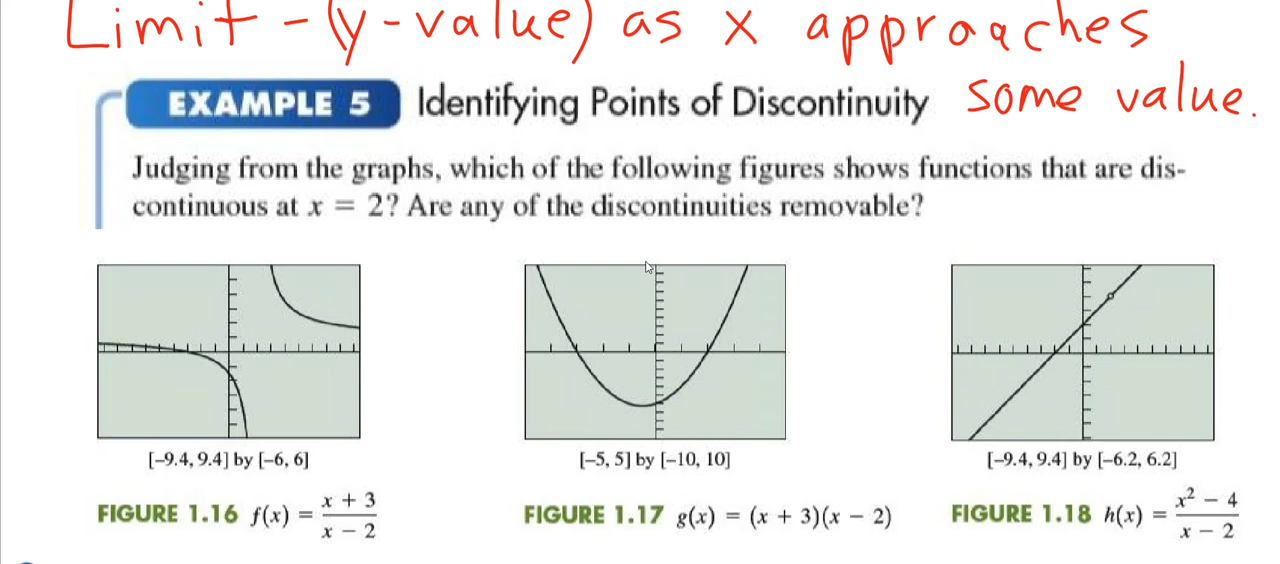 Limit - (y-value) as x approaches
some value.
EXAMPLE 5 Identifying Points of Discontinuity
Judging from the graphs, which of the following figures shows functions that are dis-
continuous at x = 2? Are any of the discontinuities removable?
[–9.4, 9.4] by [–6, 6]
[–5, 5] by [–10, 10]
[–9.4, 9.4] by [–6.2, 6.2]
FIGURE 1.16 f(x) = (x + 3)/(x – 2)
FIGURE 1.17 g(x) = (x + 3)(x – 2)
FIGURE 1.18 h(x) = (x² – 4)/(x – 2)